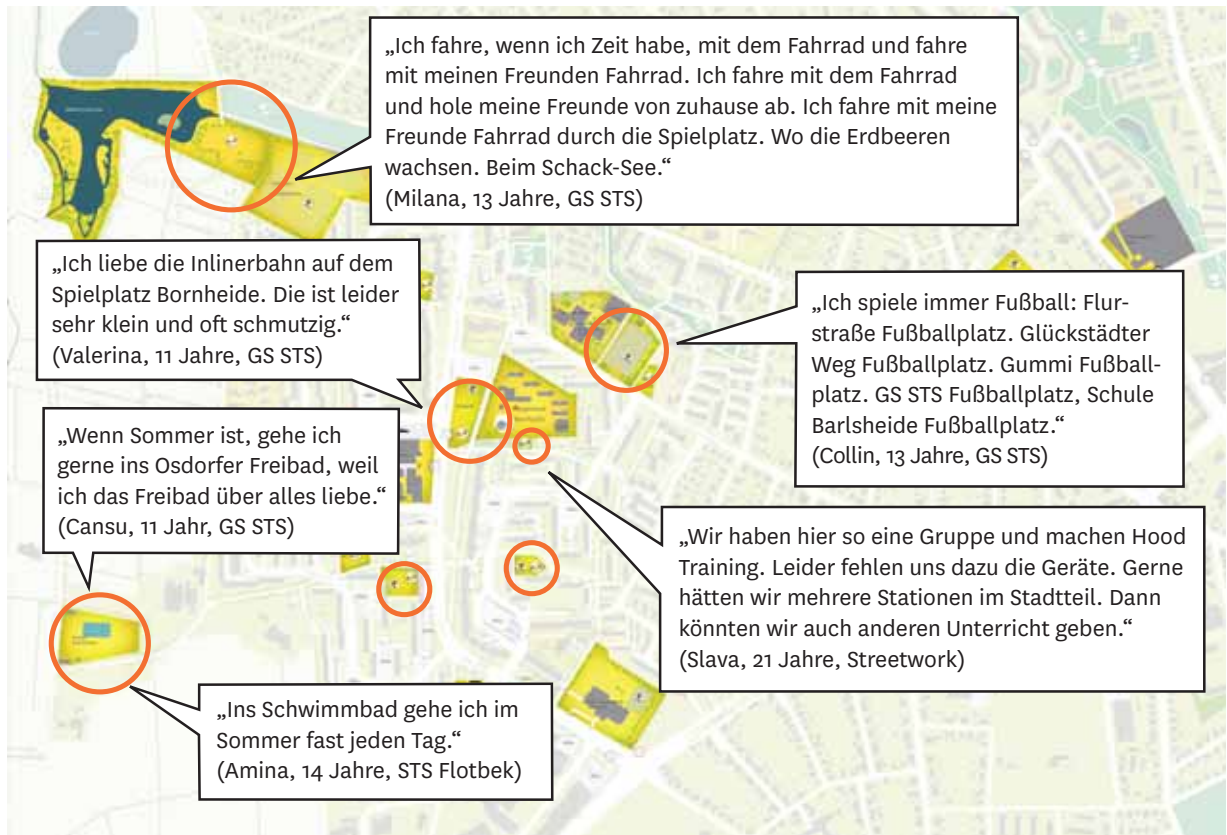 „Ich fahre, wenn ich Zeit habe, mit dem Fahrrad und fahre
mit meinen Freunden Fahrrad. Ich fahre mit dem Fahrrad
und hole meine Freunde von zuhause ab. Ich fahre mit meine
Freunde Fahrrad durch die Spielplatz. Wo die Erdbeeren
wachsen. Beim Schack-See.“
(Milana, 13 Jahre, GS STS)
„Ich liebe die Inlinerbahn auf dem
Spielplatz Bornheide. Die ist leider
sehr klein und oft schmutzig.“
(Valerina, 11 Jahre, GS STS)
„Ich spiele immer Fußball: Flur-
straße Fußballplatz. Glückstädter
Weg Fußballplatz. Gummi Fußball-
platz. GS STS Fußballplatz, Schule
Barlsheide Fußballplatz.“
(Collin, 13 Jahre, GS STS)
„Wenn Sommer ist, gehe ich
gerne ins Osdorfer Freibad, weil
ich das Freibad über alles liebe.“
(Cansu, 11 Jahr, GS STS)
„Wir haben hier so eine Gruppe und machen Hood
Training. Leider fehlen uns dazu die Geräte. Gerne
hätten wir mehrere Stationen im Stadtteil. Dann
könnten wir auch anderen Unterricht geben.“
(Slava, 21 Jahre, Streetwork)
„Ins Schwimmbad gehe ich im
Sommer fast jeden Tag.“
(Amina, 14 Jahre, STS Flotbek)